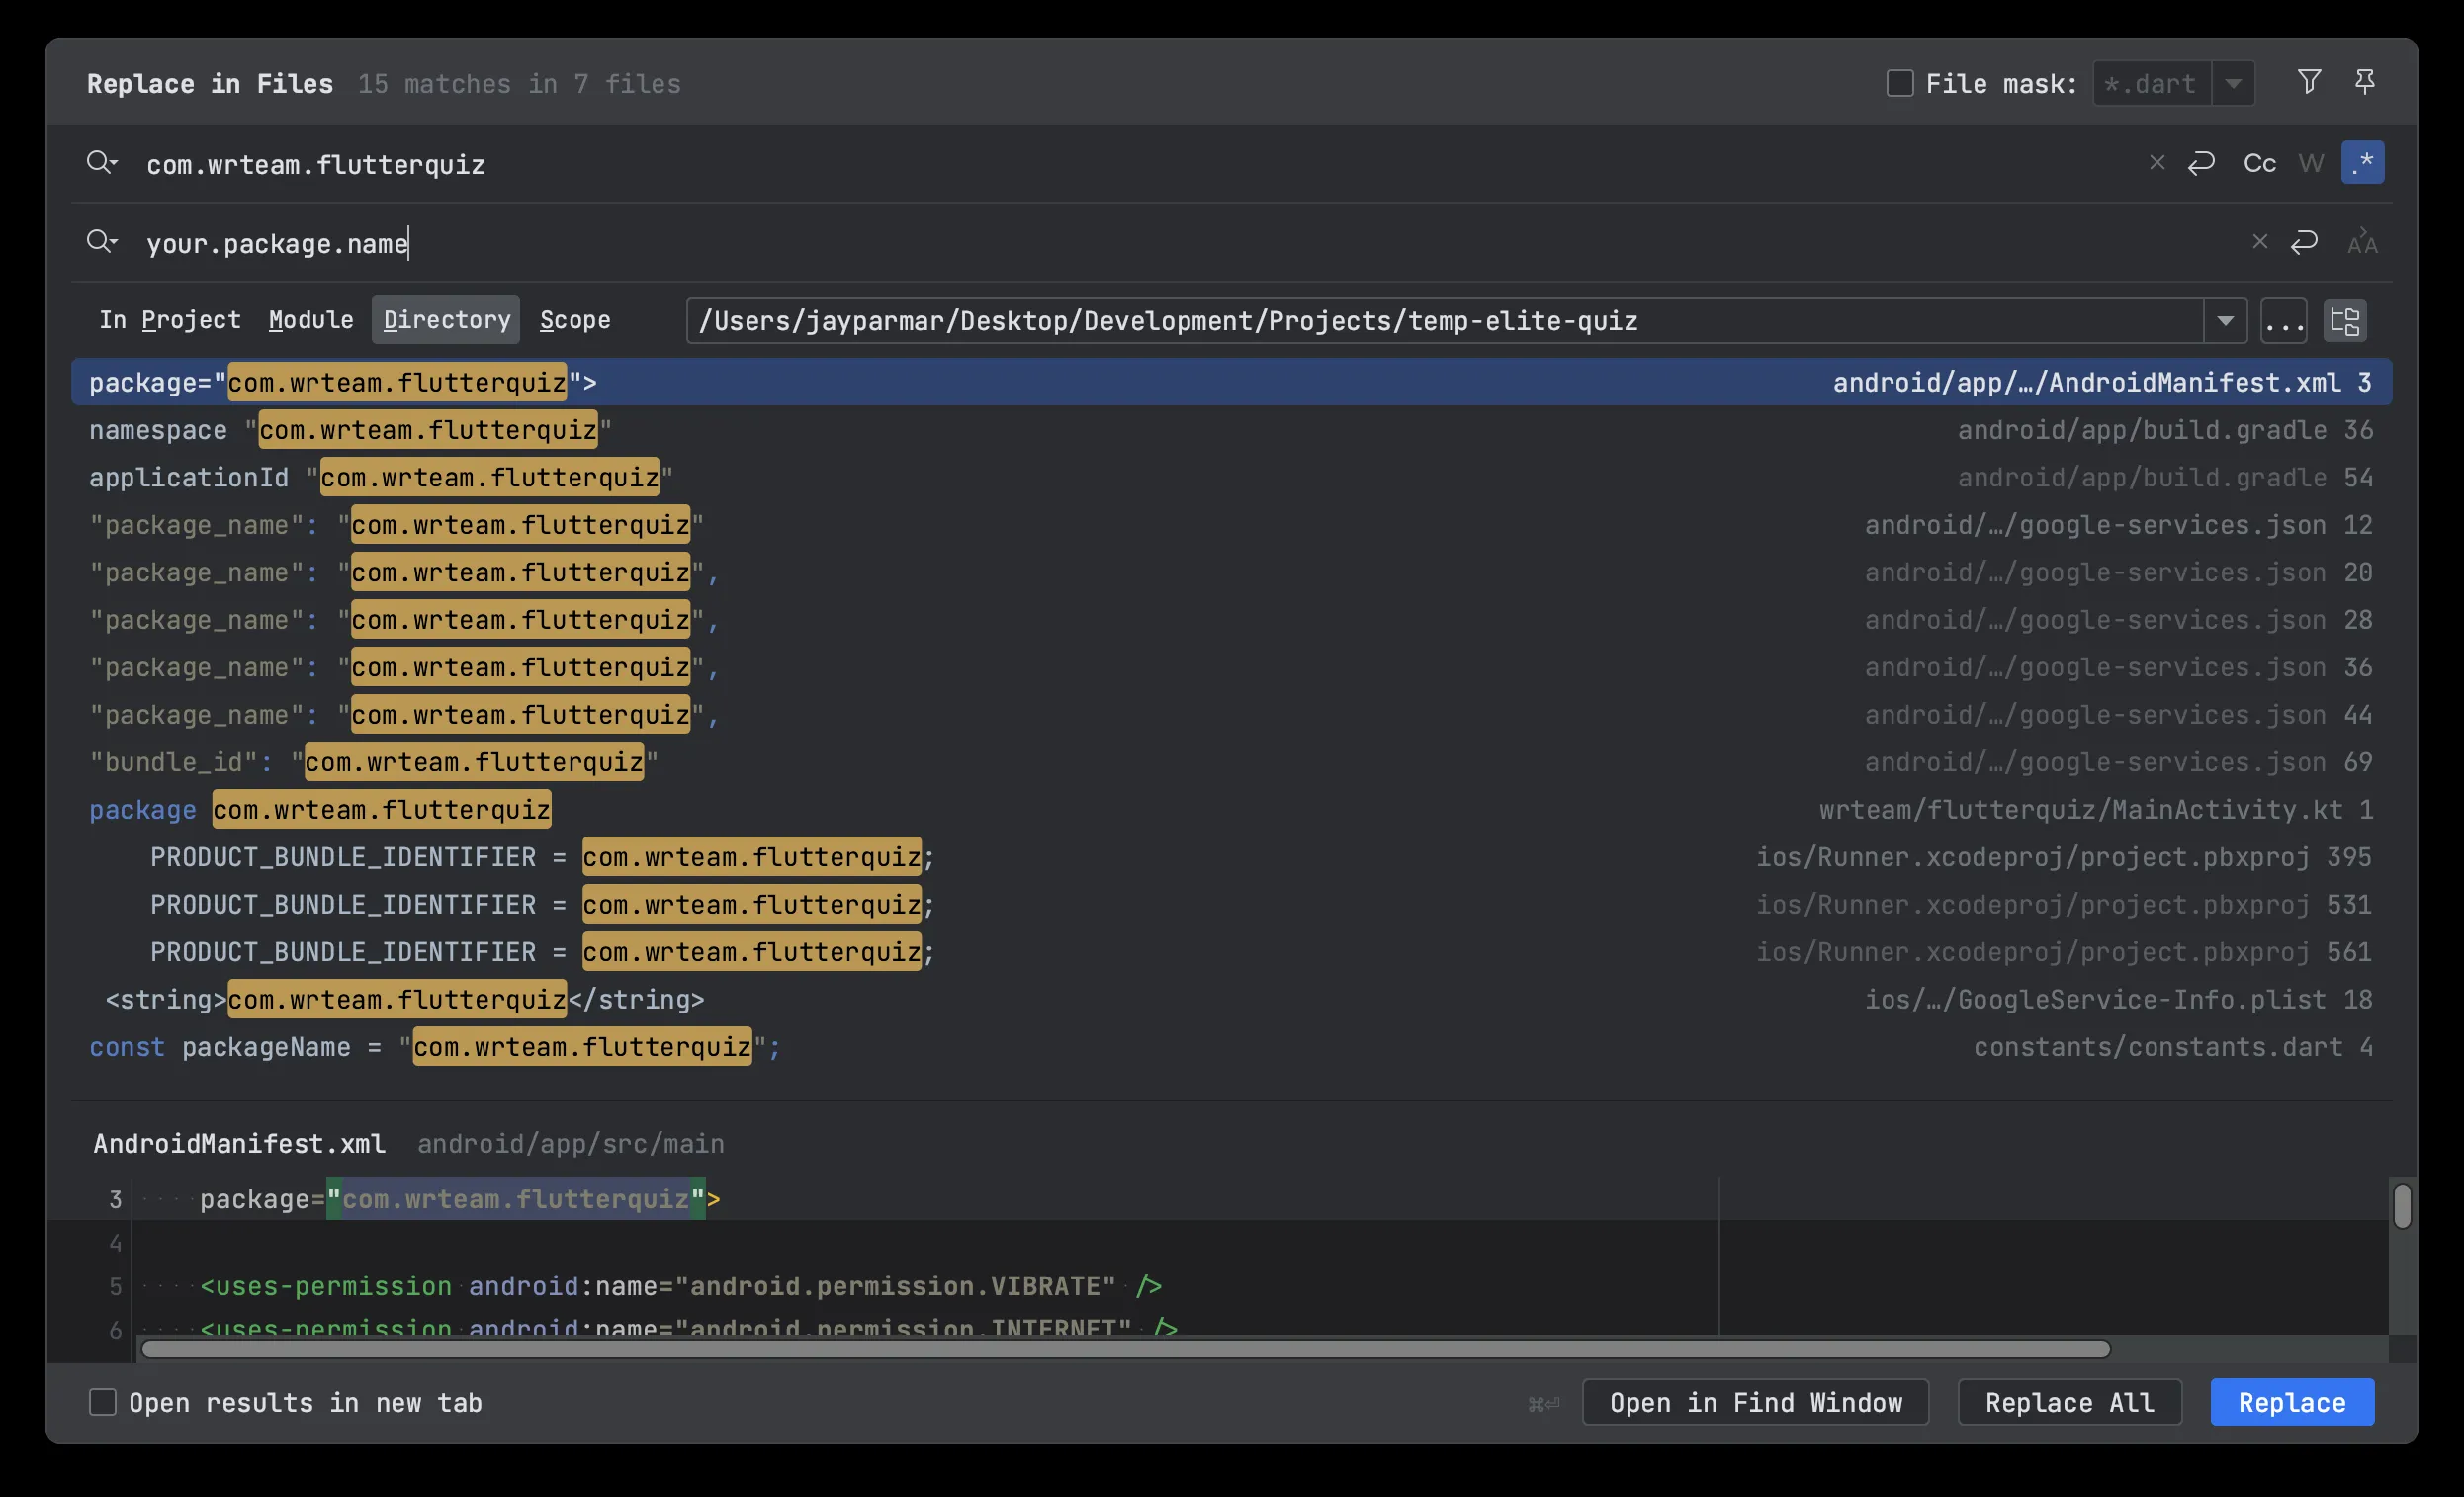 Replace in Files 15 matches in 7 files File mask: *.dart
com.wrteam.flutterquiz Cc W .*
your.package.name
In Project Module Directory Scope /Users/jayparmar/Desktop/Development/Projects/temp-elite-quiz ...
package="com.wrteam.flutterquiz"> android/app/…/AndroidManifest.xml 3
namespace "com.wrteam.flutterquiz" android/app/build.gradle 36
applicationId "com.wrteam.flutterquiz" android/app/build.gradle 54
"package_name": "com.wrteam.flutterquiz" android/…/google-services.json 12
"package_name": "com.wrteam.flutterquiz", android/…/google-services.json 20
"package_name": "com.wrteam.flutterquiz", android/…/google-services.json 28
"package_name": "com.wrteam.flutterquiz", android/…/google-services.json 36
"package_name": "com.wrteam.flutterquiz", android/…/google-services.json 44
"bundle_id": "com.wrteam.flutterquiz" android/…/google-services.json 69
package com.wrteam.flutterquiz wrteam/flutterquiz/MainActivity.kt 1
PRODUCT_BUNDLE_IDENTIFIER = com.wrteam.flutterquiz; ios/Runner.xcodeproj/project.pbxproj 395
PRODUCT_BUNDLE_IDENTIFIER = com.wrteam.flutterquiz; ios/Runner.xcodeproj/project.pbxproj 531
PRODUCT_BUNDLE_IDENTIFIER = com.wrteam.flutterquiz; ios/Runner.xcodeproj/project.pbxproj 561
<string>com.wrteam.flutterquiz</string> ios/…/GoogleService-Info.plist 18
const packageName = "com.wrteam.flutterquiz"; constants/constants.dart 4
AndroidManifest.xml android/app/src/main
3 package="com.wrteam.flutterquiz">
4
5 <uses-permission android:name="android.permission.VIBRATE" />
6 <uses-permission android:name="android.permission.INTERNET" />
Open results in new tab ⌘⏎ Open in Find Window Replace All Replace